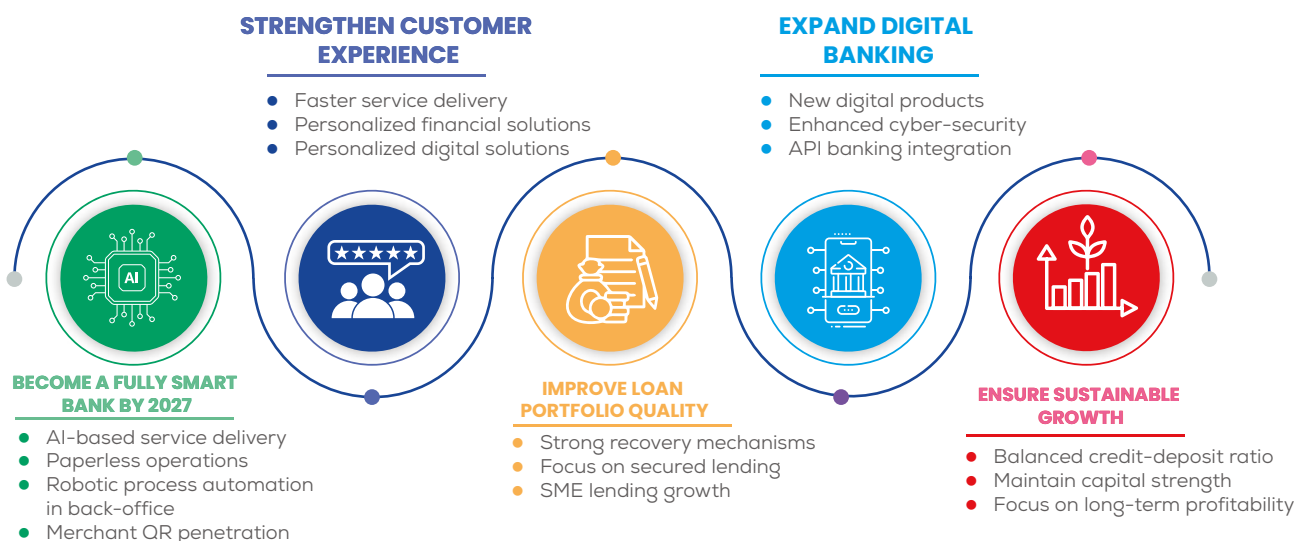 STRENGTHEN CUSTOMER
EXPERIENCE
Faster service delivery
Personalized financial solutions
Personalized digital solutions
EXPAND DIGITAL
BANKING
New digital products
Enhanced cyber-security
API banking integration
AI
BECOME A FULLY SMART
BANK BY 2027
AI-based service delivery
Paperless operations
Robotic process automation
in back-office
Merchant QR penetration
IMPROVE LOAN
PORTFOLIO QUALITY
Strong recovery mechanisms
Focus on secured lending
SME lending growth
ENSURE SUSTAINABLE
GROWTH
Balanced credit-deposit ratio
Maintain capital strength
Focus on long-term profitability